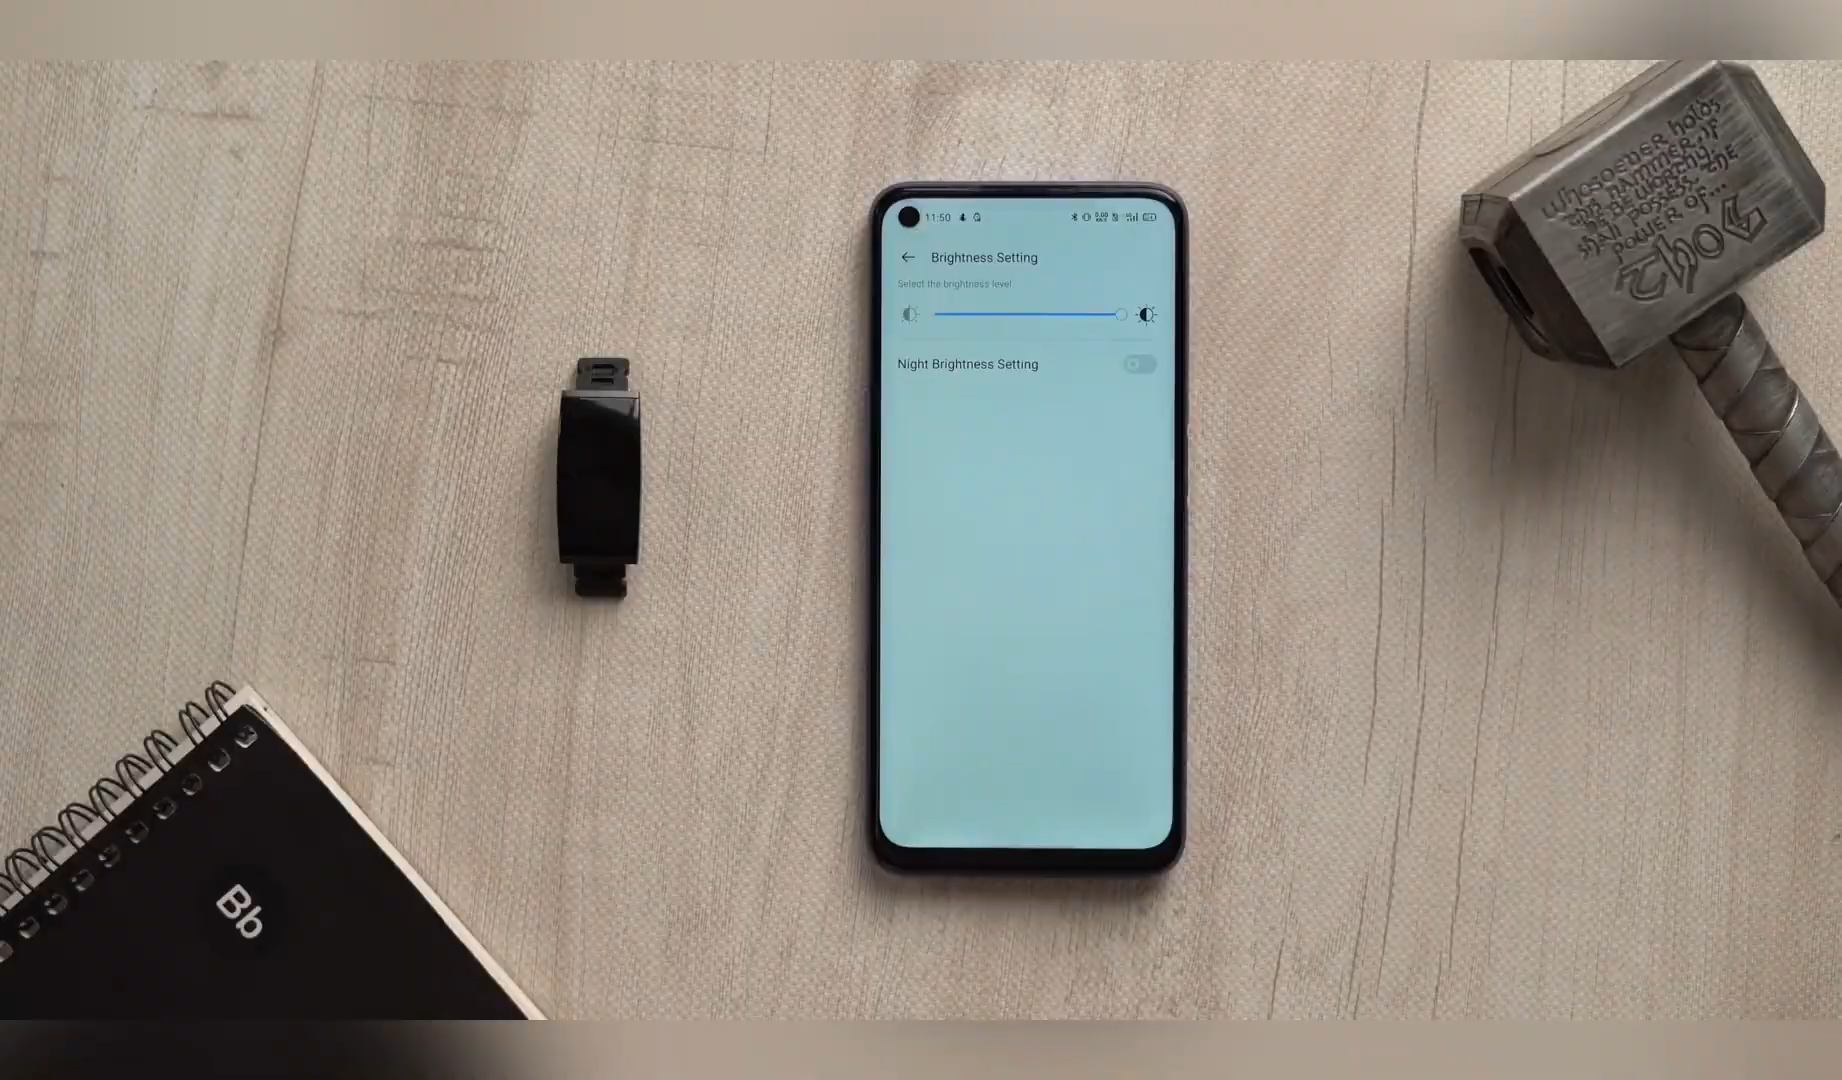 11:50
Brightness Setting
Select the brightness level
Night Brightness Setting
Whosoever holds
this hammer, if
he be worthy,
shall possess the
power of...
Thor
Bb